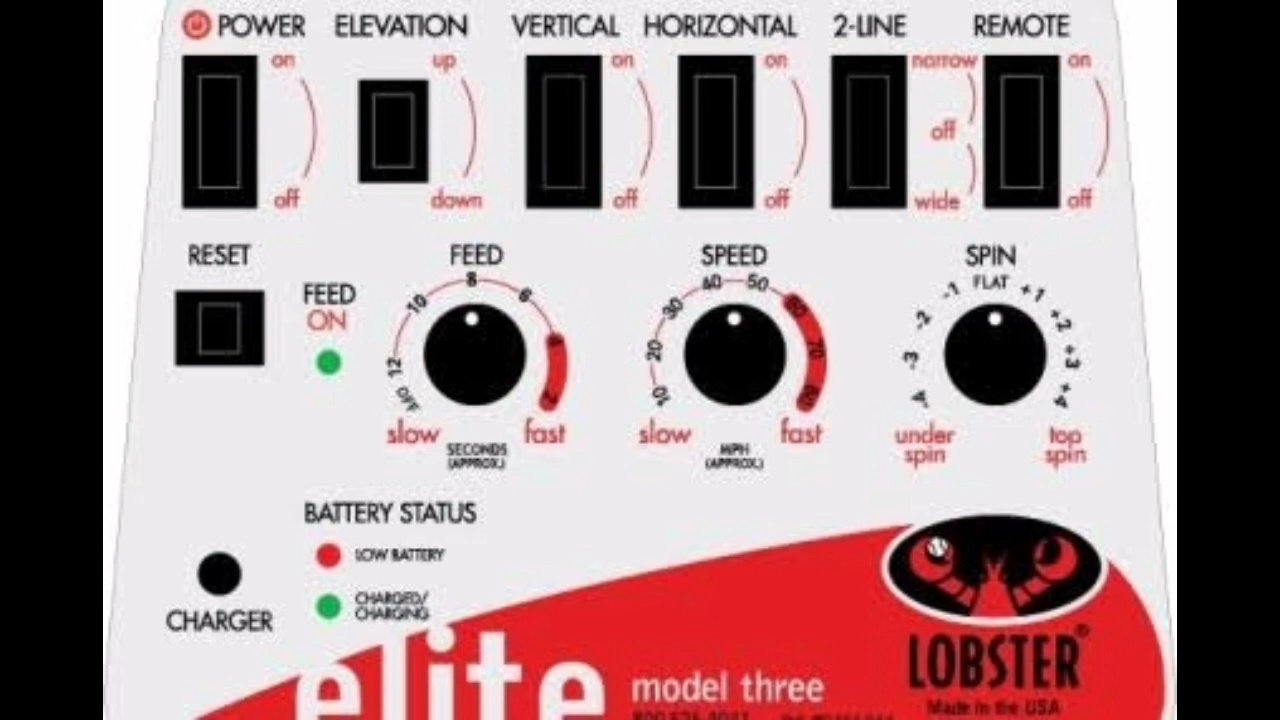 POWER ELEVATION VERTICAL HORIZONTAL 2-LINE REMOTE
on up on on narrow on
off
off down off off wide off
RESET FEED SPEED SPIN
FEED
ON
OFF 12 10 8 6 4 2
10 20 30 40 50 60 70 80
-4 -3 -2 -1 FLAT +1 +2 +3 +4
slow fast slow fast under spin top spin
SECONDS
(APPROX.)
MPH
(APPROX.)
BATTERY STATUS
LOW BATTERY
CHARGED/
CHARGING
CHARGER
elite model three
LOBSTER®
Made in the USA